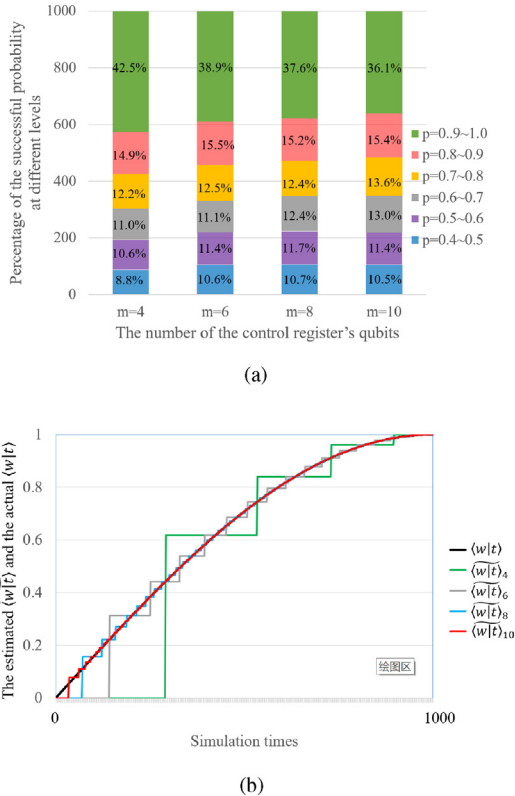 1000
800
600
400
200
0
Percentage of the successful probability
at different levels
42.5%
38.9%
37.6%
36.1%
14.9%
15.5%
15.2%
15.4%
12.2%
12.5%
12.4%
13.6%
11.0%
11.1%
12.4%
13.0%
10.6%
11.4%
11.7%
11.4%
8.8%
10.6%
10.7%
10.5%
p=0..9~1.0
p=0.8~0.9
p=0.7~0.8
p=0.6~0.7
p=0.5~0.6
p=0.4~0.5
m=4
m=6
m=8
m=10
The number of the control register's qubits
(a)
The estimated ⟨w|t⟩ and the actual ⟨w|t⟩
1
0.8
0.6
0.4
0.2
0
⟨w|t⟩
⟨w|t⟩4
⟨w|t⟩6
⟨w|t⟩8
⟨w|t⟩10
绘图区
0
1000
Simulation times
(b)